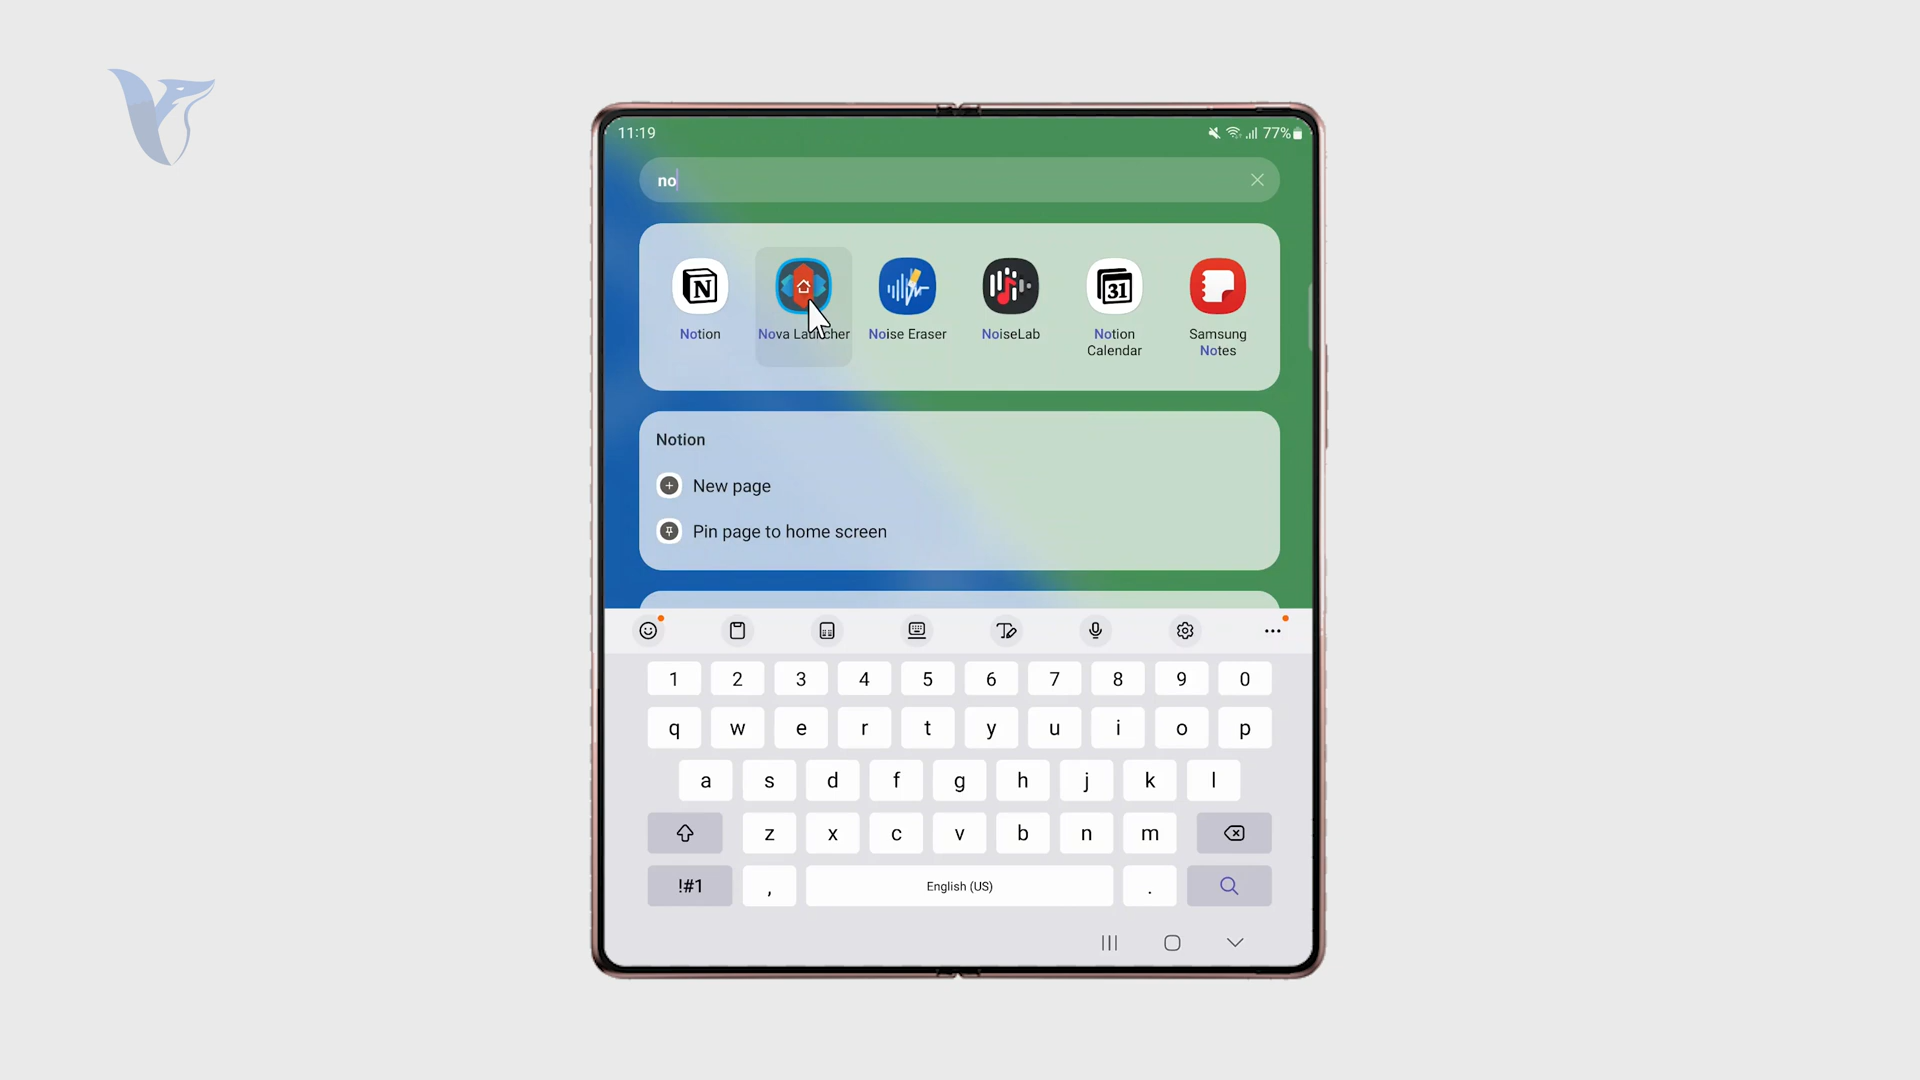 11:19
77%
no
Notion
Nova Launcher
Noise Eraser
NoiseLab
31
Notion
Calendar
Samsung
Notes
Notion
New page
Pin page to home screen
1 2 3 4 5 6 7 8 9 0
q w e r t y u i o p
a s d f g h j k l
z x c v b n m
!#1 , English (US) .